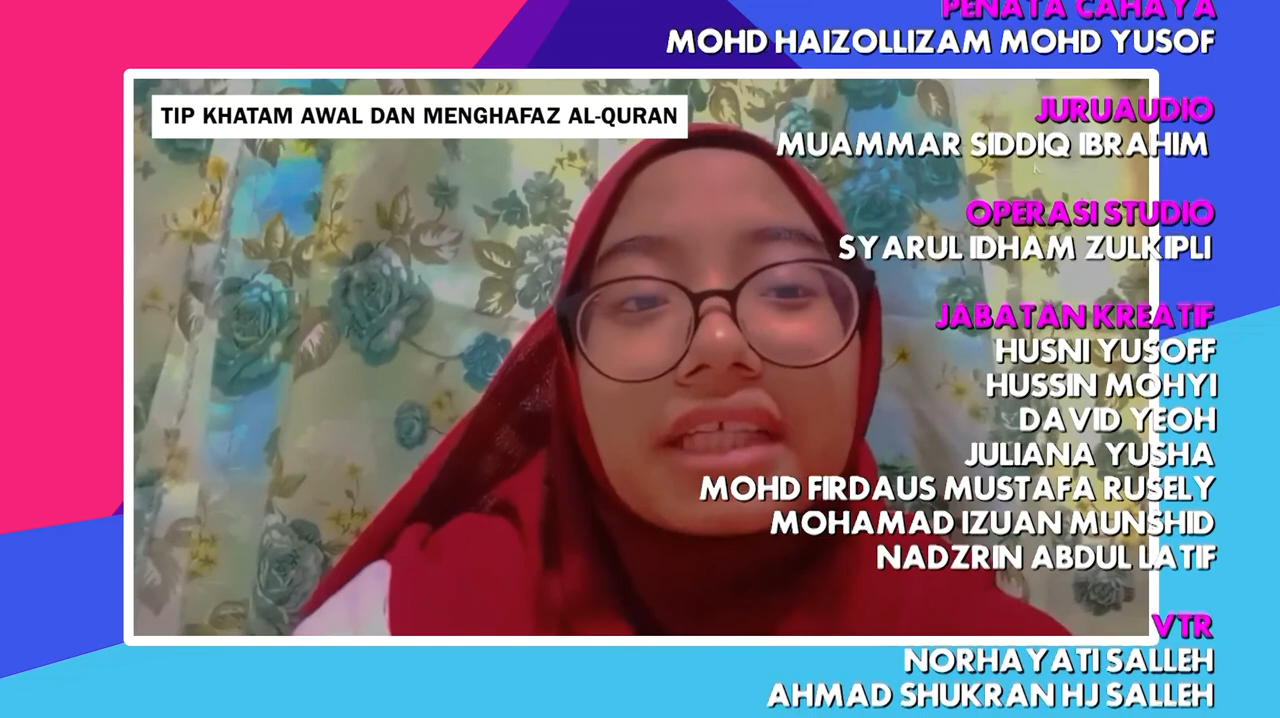 PENATA CAHAYA
MOHD HAIZOLLIZAM MOHD YUSOF
TIP KHATAM AWAL DAN MENGHAFAZ AL-QURAN
JURUAUDIO
MUAMMAR SIDDIQ IBRAHIM
OPERASI STUDIO
SYARUL IDHAM ZULKIPLI
JABATAN KREATIF
HUSNI YUSOFF
HUSSIN MOHYI
DAVID YEOH
JULIANA YUSHA
MOHD FIRDAUS MUSTAFA RUSELY
MOHAMAD IZUAN MUNSHID
NADZRIN ABDUL LATIF
VTR
NORHAYATI SALLEH
AHMAD SHUKRAN HJ SALLEH